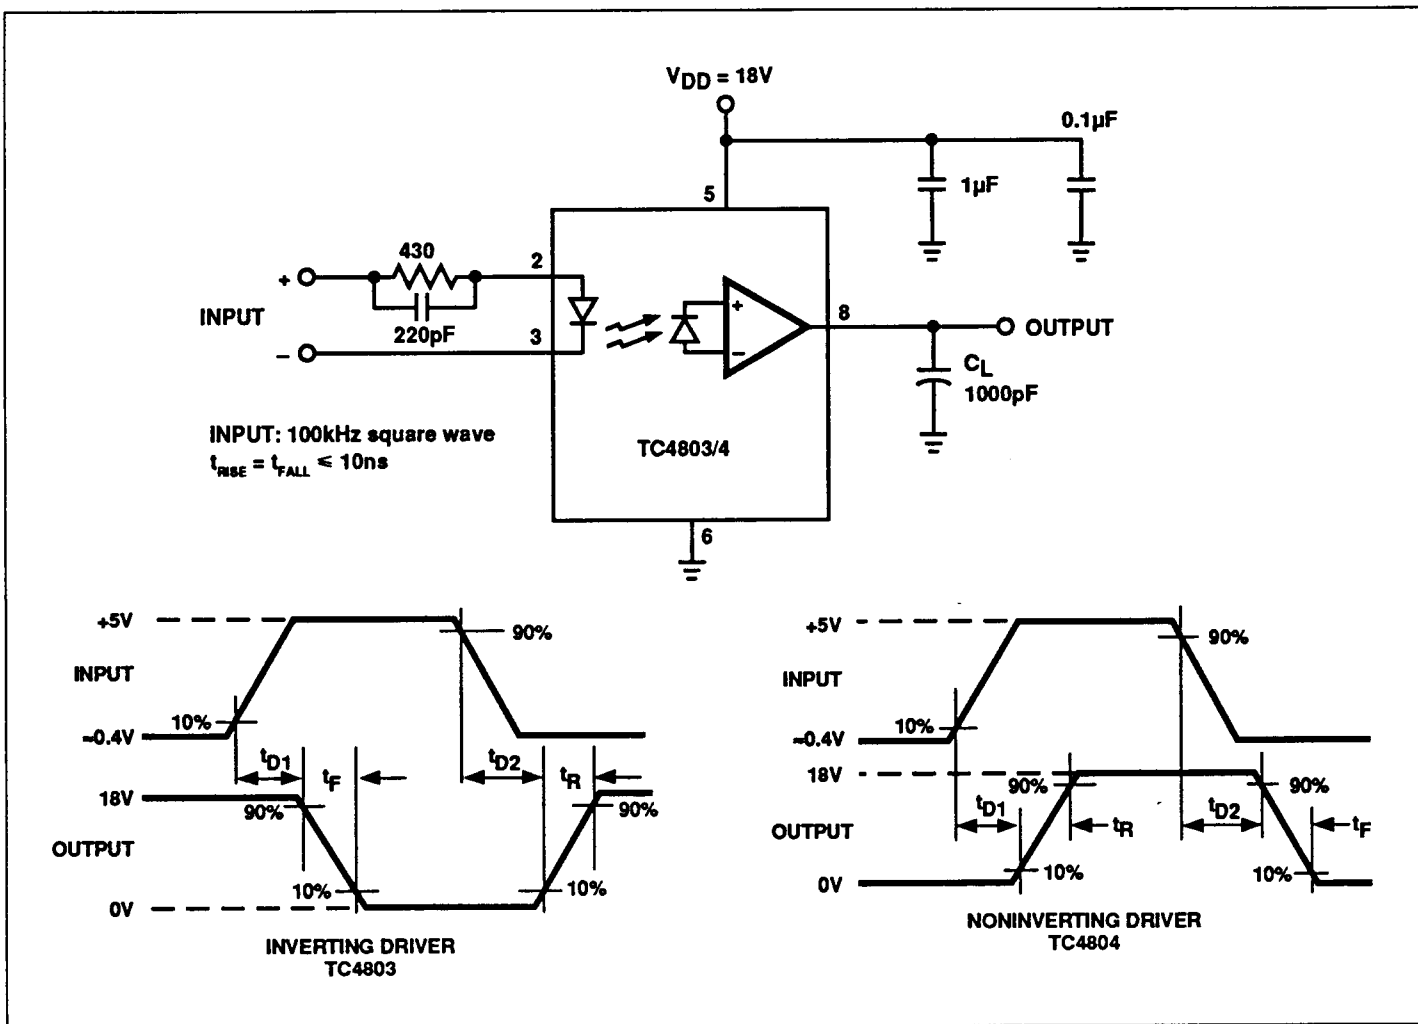 VDD = 18V
0.1µF
1µF
5
430
2
+
INPUT
220pF
3
–
+
–
8
OUTPUT
CL
1000pF
INPUT: 100kHz square wave
tRISE = tFALL ≤ 10ns
TC4803/4
6
+5V
90%
INPUT
10%
≈0.4V
tD1
tF
tD2
tR
18V
90%
90%
OUTPUT
10%
10%
0V
INVERTING DRIVER
TC4803
+5V
90%
INPUT
10%
≈0.4V
18V
90%
90%
tD1
tR
tD2
tF
OUTPUT
10%
10%
0V
NONINVERTING DRIVER
TC4804